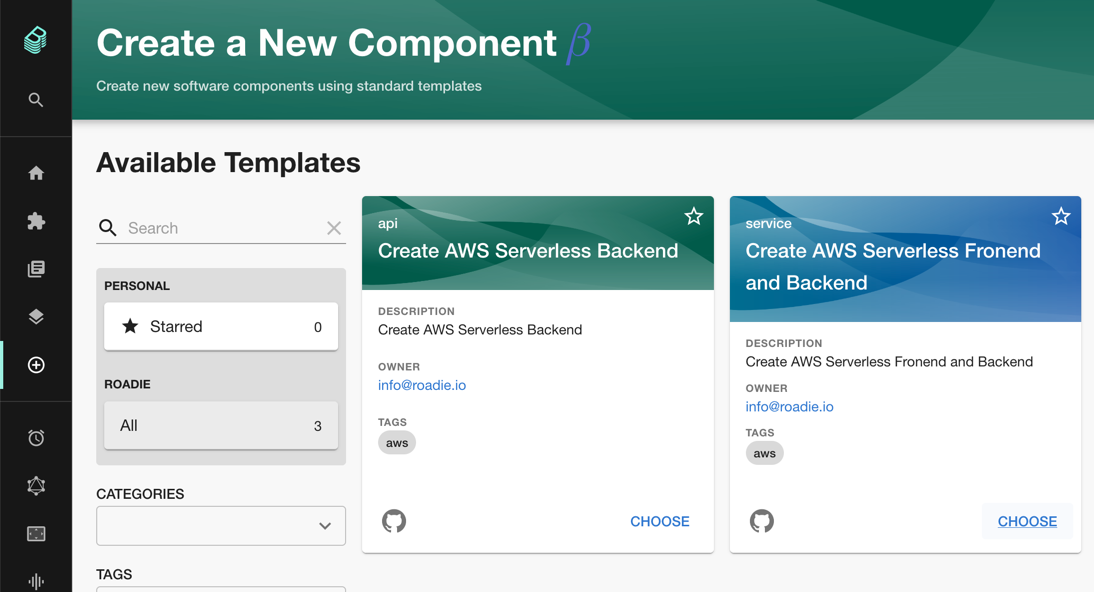 Create a New Component β
Create new software components using standard templates
Available Templates
Search
PERSONAL
Starred 0
ROADIE
All 3
CATEGORIES
TAGS
api
Create AWS Serverless Backend
DESCRIPTION
Create AWS Serverless Backend
OWNER
info@roadie.io
TAGS
aws
CHOOSE
service
Create AWS Serverless Fronend
and Backend
DESCRIPTION
Create AWS Serverless Fronend and Backend
OWNER
info@roadie.io
TAGS
aws
CHOOSE